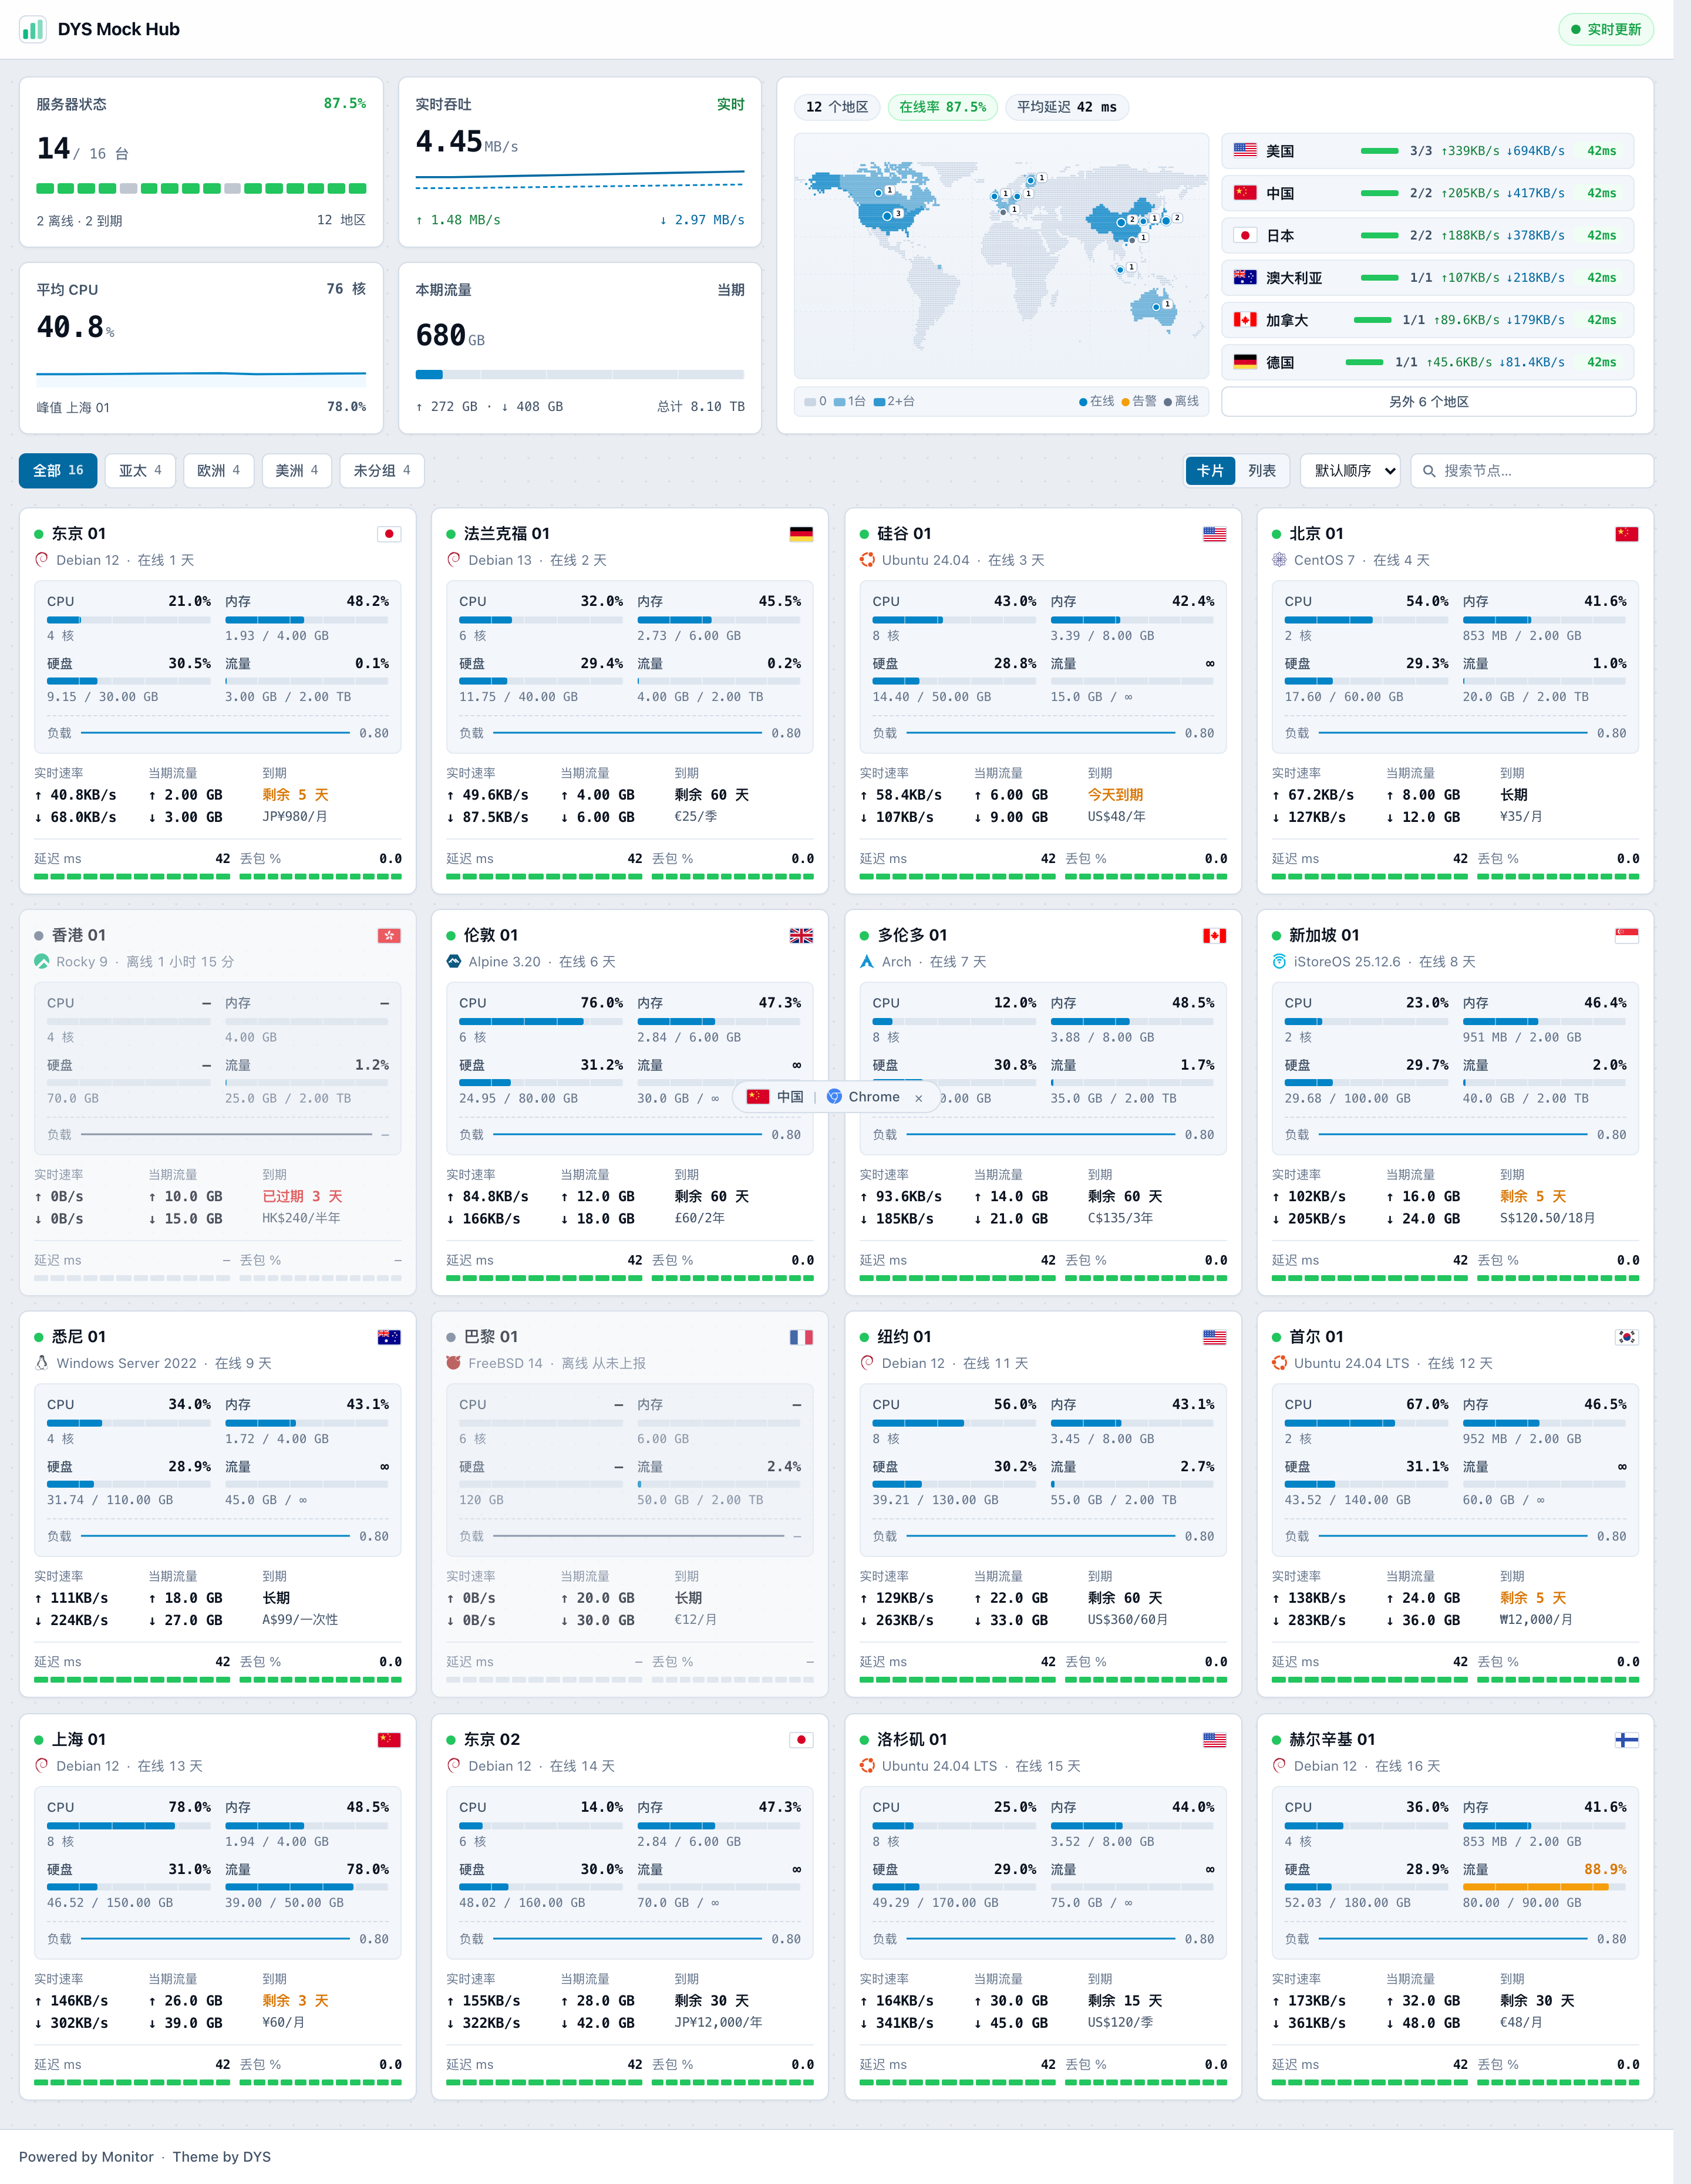 DYS Mock Hub
实时更新
服务器状态 87.5%
14 / 16 台
2 离线 · 2 到期 12 地区
实时吞吐 实时
4.45 MB/s
↑ 1.48 MB/s ↓ 2.97 MB/s
平均 CPU 76 核
40.8 %
峰值 上海 01 78.0%
本期流量 当期
680 GB
↑ 272 GB · ↓ 408 GB 总计 8.10 TB
12 个地区 在线率 87.5% 平均延迟 42 ms
1
3
1
1
1
1
2
1
2
1
1
1
0 1台 2+台 在线 告警 离线
美国 3/3 ↑339KB/s ↓694KB/s 42ms
中国 2/2 ↑205KB/s ↓417KB/s 42ms
日本 2/2 ↑188KB/s ↓378KB/s 42ms
澳大利亚 1/1 ↑107KB/s ↓218KB/s 42ms
加拿大 1/1 ↑89.6KB/s ↓179KB/s 42ms
德国 1/1 ↑45.6KB/s ↓81.4KB/s 42ms
另外 6 个地区
全部 16 亚太 4 欧洲 4 美洲 4 未分组 4
卡片 列表 默认顺序 搜索节点...
东京 01
Debian 12 · 在线 1 天
CPU 21.0% 内存 48.2%
4 核 1.93 / 4.00 GB
硬盘 30.5% 流量 0.1%
9.15 / 30.00 GB 3.00 GB / 2.00 TB
负载 0.80
实时速率 当期流量 到期
↑ 40.8KB/s ↑ 2.00 GB 剩余 5 天
↓ 68.0KB/s ↓ 3.00 GB JP¥980/月
延迟 ms 42 丢包 % 0.0
法兰克福 01
Debian 13 · 在线 2 天
CPU 32.0% 内存 45.5%
6 核 2.73 / 6.00 GB
硬盘 29.4% 流量 0.2%
11.75 / 40.00 GB 4.00 GB / 2.00 TB
负载 0.80
实时速率 当期流量 到期
↑ 49.6KB/s ↑ 4.00 GB 剩余 60 天
↓ 87.5KB/s ↓ 6.00 GB €25/季
延迟 ms 42 丢包 % 0.0
硅谷 01
Ubuntu 24.04 · 在线 3 天
CPU 43.0% 内存 42.4%
8 核 3.39 / 8.00 GB
硬盘 28.8% 流量 ∞
14.40 / 50.00 GB 15.0 GB / ∞
负载 0.80
实时速率 当期流量 到期
↑ 58.4KB/s ↑ 6.00 GB 今天到期
↓ 107KB/s ↓ 9.00 GB US$48/年
延迟 ms 42 丢包 % 0.0
北京 01
CentOS 7 · 在线 4 天
CPU 54.0% 内存 41.6%
2 核 853 MB / 2.00 GB
硬盘 29.3% 流量 1.0%
17.60 / 60.00 GB 20.0 GB / 2.00 TB
负载 0.80
实时速率 当期流量 到期
↑ 67.2KB/s ↑ 8.00 GB 长期
↓ 127KB/s ↓ 12.0 GB ¥35/月
延迟 ms 42 丢包 % 0.0
香港 01
Rocky 9 · 离线 1 小时 15 分
CPU — 内存 —
4 核 4.00 GB
硬盘 — 流量 1.2%
70.0 GB 25.0 GB / 2.00 TB
负载 —
实时速率 当期流量 到期
↑ 0B/s ↑ 10.0 GB 已过期 3 天
↓ 0B/s ↓ 15.0 GB HK$240/半年
延迟 ms — 丢包 % —
伦敦 01
Alpine 3.20 · 在线 6 天
CPU 76.0% 内存 47.3%
6 核 2.84 / 6.00 GB
硬盘 31.2% 流量 ∞
24.95 / 80.00 GB 30.0 GB / ∞
负载 0.80
实时速率 当期流量 到期
↑ 84.8KB/s ↑ 12.0 GB 剩余 60 天
↓ 166KB/s ↓ 18.0 GB £60/2年
延迟 ms 42 丢包 % 0.0
中国 | Chrome ×
多伦多 01
Arch · 在线 7 天
CPU 12.0% 内存 48.5%
8 核 3.88 / 8.00 GB
硬盘 30.8% 流量 1.7%
0.00 GB 35.0 GB / 2.00 TB
负载 0.80
实时速率 当期流量 到期
↑ 93.6KB/s ↑ 14.0 GB 剩余 60 天
↓ 185KB/s ↓ 21.0 GB C$135/3年
延迟 ms 42 丢包 % 0.0
新加坡 01
iStoreOS 25.12.6 · 在线 8 天
CPU 23.0% 内存 46.4%
2 核 951 MB / 2.00 GB
硬盘 29.7% 流量 2.0%
29.68 / 100.00 GB 40.0 GB / 2.00 TB
负载 0.80
实时速率 当期流量 到期
↑ 102KB/s ↑ 16.0 GB 剩余 5 天
↓ 205KB/s ↓ 24.0 GB S$120.50/18月
延迟 ms 42 丢包 % 0.0
悉尼 01
Windows Server 2022 · 在线 9 天
CPU 34.0% 内存 43.1%
4 核 1.72 / 4.00 GB
硬盘 28.9% 流量 ∞
31.74 / 110.00 GB 45.0 GB / ∞
负载 0.80
实时速率 当期流量 到期
↑ 111KB/s ↑ 18.0 GB 长期
↓ 224KB/s ↓ 27.0 GB A$99/一次性
延迟 ms 42 丢包 % 0.0
巴黎 01
FreeBSD 14 · 离线 从未上报
CPU — 内存 —
6 核 6.00 GB
硬盘 — 流量 2.4%
120 GB 50.0 GB / 2.00 TB
负载 —
实时速率 当期流量 到期
↑ 0B/s ↑ 20.0 GB 长期
↓ 0B/s ↓ 30.0 GB €12/月
延迟 ms — 丢包 % —
纽约 01
Debian 12 · 在线 11 天
CPU 56.0% 内存 43.1%
8 核 3.45 / 8.00 GB
硬盘 30.2% 流量 2.7%
39.21 / 130.00 GB 55.0 GB / 2.00 TB
负载 0.80
实时速率 当期流量 到期
↑ 129KB/s ↑ 22.0 GB 剩余 60 天
↓ 263KB/s ↓ 33.0 GB US$360/60月
延迟 ms 42 丢包 % 0.0
首尔 01
Ubuntu 24.04 LTS · 在线 12 天
CPU 67.0% 内存 46.5%
2 核 952 MB / 2.00 GB
硬盘 31.1% 流量 ∞
43.52 / 140.00 GB 60.0 GB / ∞
负载 0.80
实时速率 当期流量 到期
↑ 138KB/s ↑ 24.0 GB 剩余 5 天
↓ 283KB/s ↓ 36.0 GB ₩12,000/月
延迟 ms 42 丢包 % 0.0
上海 01
Debian 12 · 在线 13 天
CPU 78.0% 内存 48.5%
8 核 1.94 / 4.00 GB
硬盘 31.0% 流量 78.0%
46.52 / 150.00 GB 39.00 / 50.00 GB
负载 0.80
实时速率 当期流量 到期
↑ 146KB/s ↑ 26.0 GB 剩余 3 天
↓ 302KB/s ↓ 39.0 GB ¥60/月
延迟 ms 42 丢包 % 0.0
东京 02
Debian 12 · 在线 14 天
CPU 14.0% 内存 47.3%
6 核 2.84 / 6.00 GB
硬盘 30.0% 流量 ∞
48.02 / 160.00 GB 70.0 GB / ∞
负载 0.80
实时速率 当期流量 到期
↑ 155KB/s ↑ 28.0 GB 剩余 30 天
↓ 322KB/s ↓ 42.0 GB JP¥12,000/年
延迟 ms 42 丢包 % 0.0
洛杉矶 01
Ubuntu 24.04 LTS · 在线 15 天
CPU 25.0% 内存 44.0%
8 核 3.52 / 8.00 GB
硬盘 29.0% 流量 ∞
49.29 / 170.00 GB 75.0 GB / ∞
负载 0.80
实时速率 当期流量 到期
↑ 164KB/s ↑ 30.0 GB 剩余 15 天
↓ 341KB/s ↓ 45.0 GB US$120/季
延迟 ms 42 丢包 % 0.0
赫尔辛基 01
Debian 12 · 在线 16 天
CPU 36.0% 内存 41.6%
4 核 853 MB / 2.00 GB
硬盘 28.9% 流量 88.9%
52.03 / 180.00 GB 80.00 / 90.00 GB
负载 0.80
实时速率 当期流量 到期
↑ 173KB/s ↑ 32.0 GB 剩余 30 天
↓ 361KB/s ↓ 48.0 GB €48/月
延迟 ms 42 丢包 % 0.0
Powered by Monitor · Theme by DYS